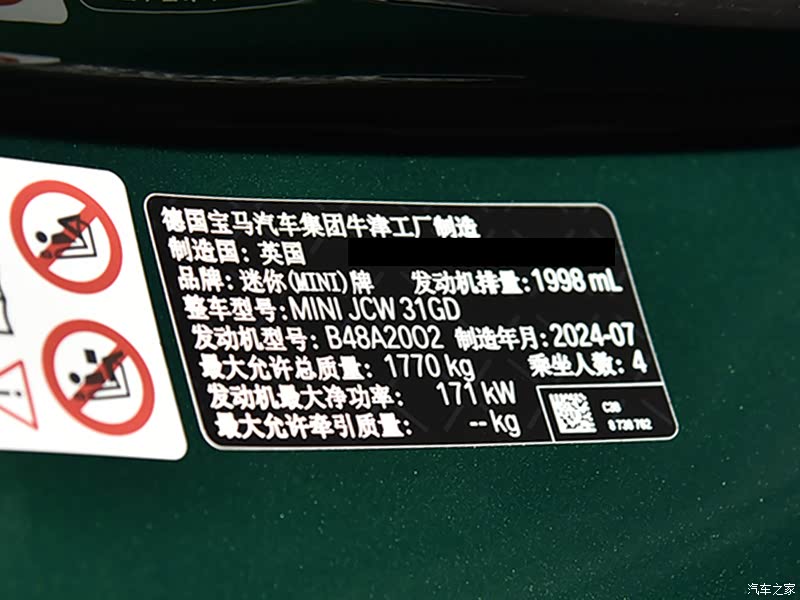 德国宝马汽车集团牛津工厂制造
制造国：英国
品牌：迷你(MINI)牌 发动机排量：1998 mL
整车型号：MINI JCW 31GD
发动机型号：B48A20O2 制造年月：2024-07
最大允许总质量：1770 kg 乘坐人数：4
发动机最大净功率：171 kW
最大允许牵引质量：-- kg
汽车之家